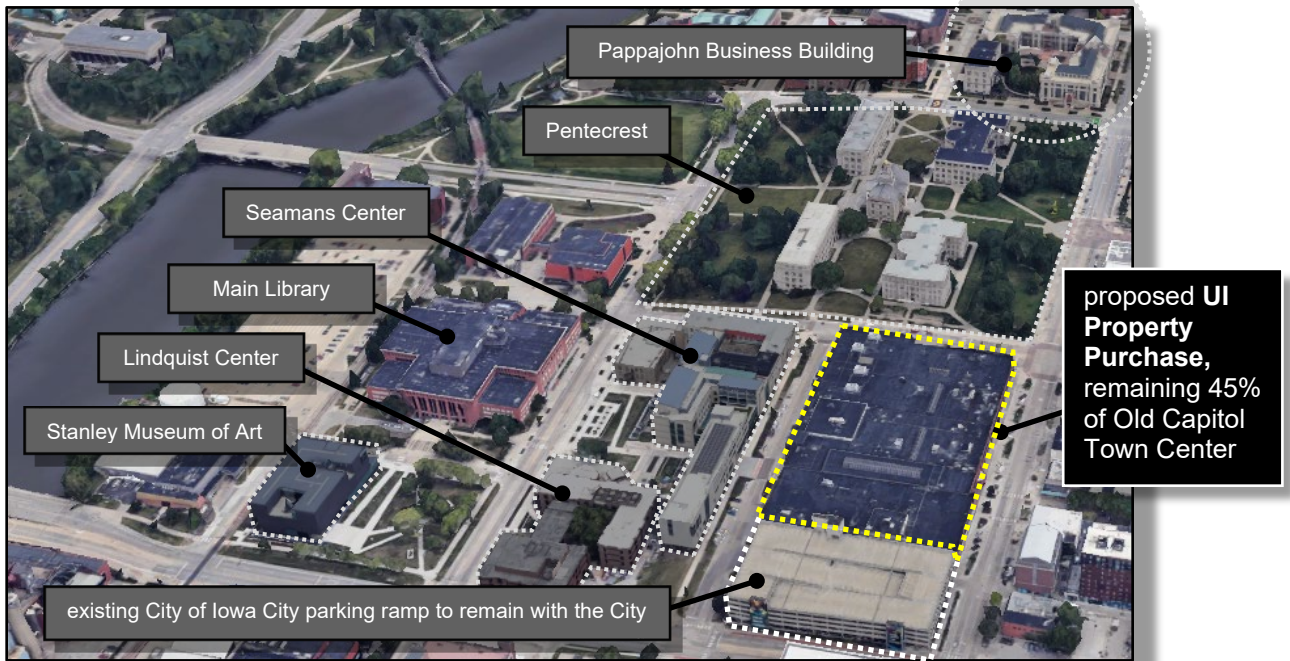 Pappajohn Business Building
Pentecrest
Seamans Center
Main Library
Lindquist Center
Stanley Museum of Art
proposed UI
Property
Purchase,
remaining 45%
of Old Capitol
Town Center
existing City of Iowa City parking ramp to remain with the City